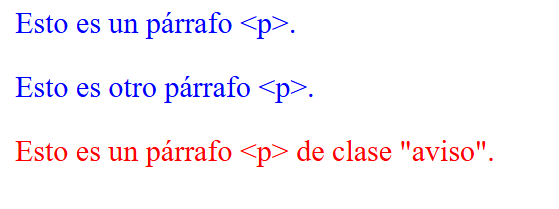 Esto es un párrafo <p>.
Esto es otro párrafo <p>.
Esto es un párrafo <p> de clase "aviso".